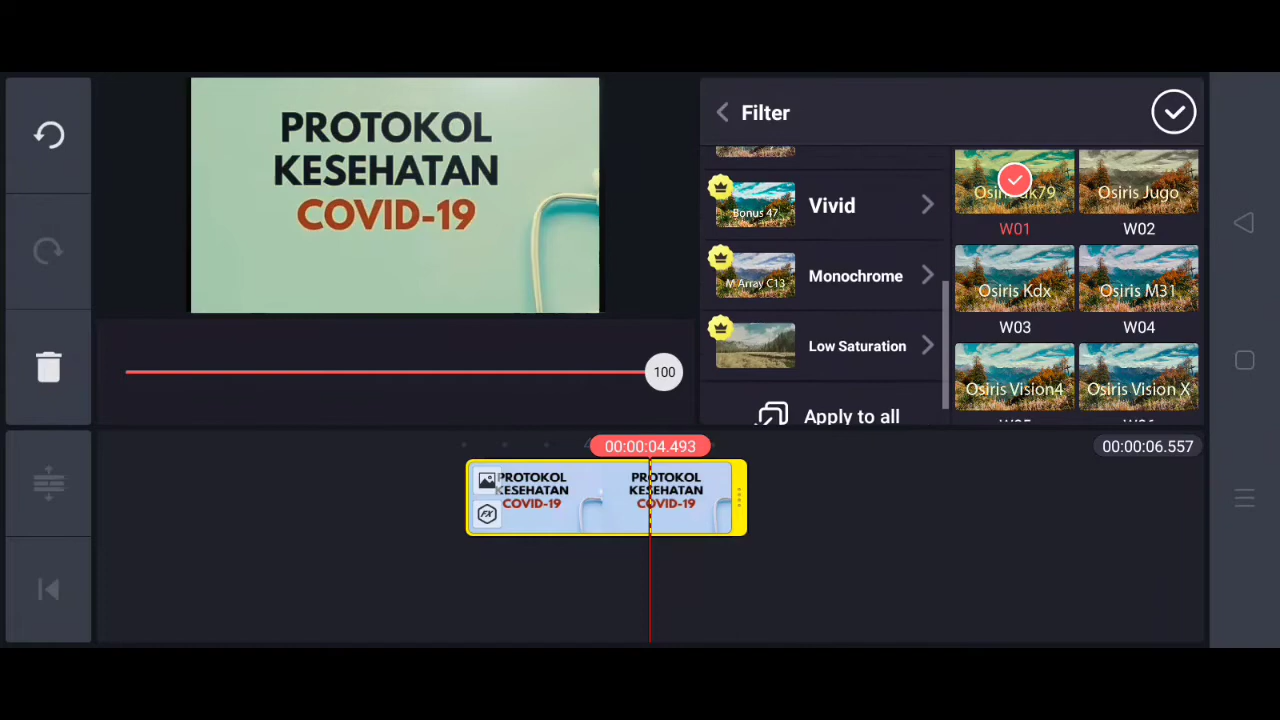 PROTOKOL
KESEHATAN
COVID-19
Filter
Bonus 47
Vivid
M Array C13
Monochrome
Low Saturation
Apply to all
W01
Osiris Jugo
W02
Osiris Kdx
W03
Osiris M31
W04
Osiris Vision4
Osiris Vision X
100
00:00:04.493
00:00:06.557
PROTOKOL
KESEHATAN
COVID-19
PROTOKOL
KESEHATAN
COVID-19
FX